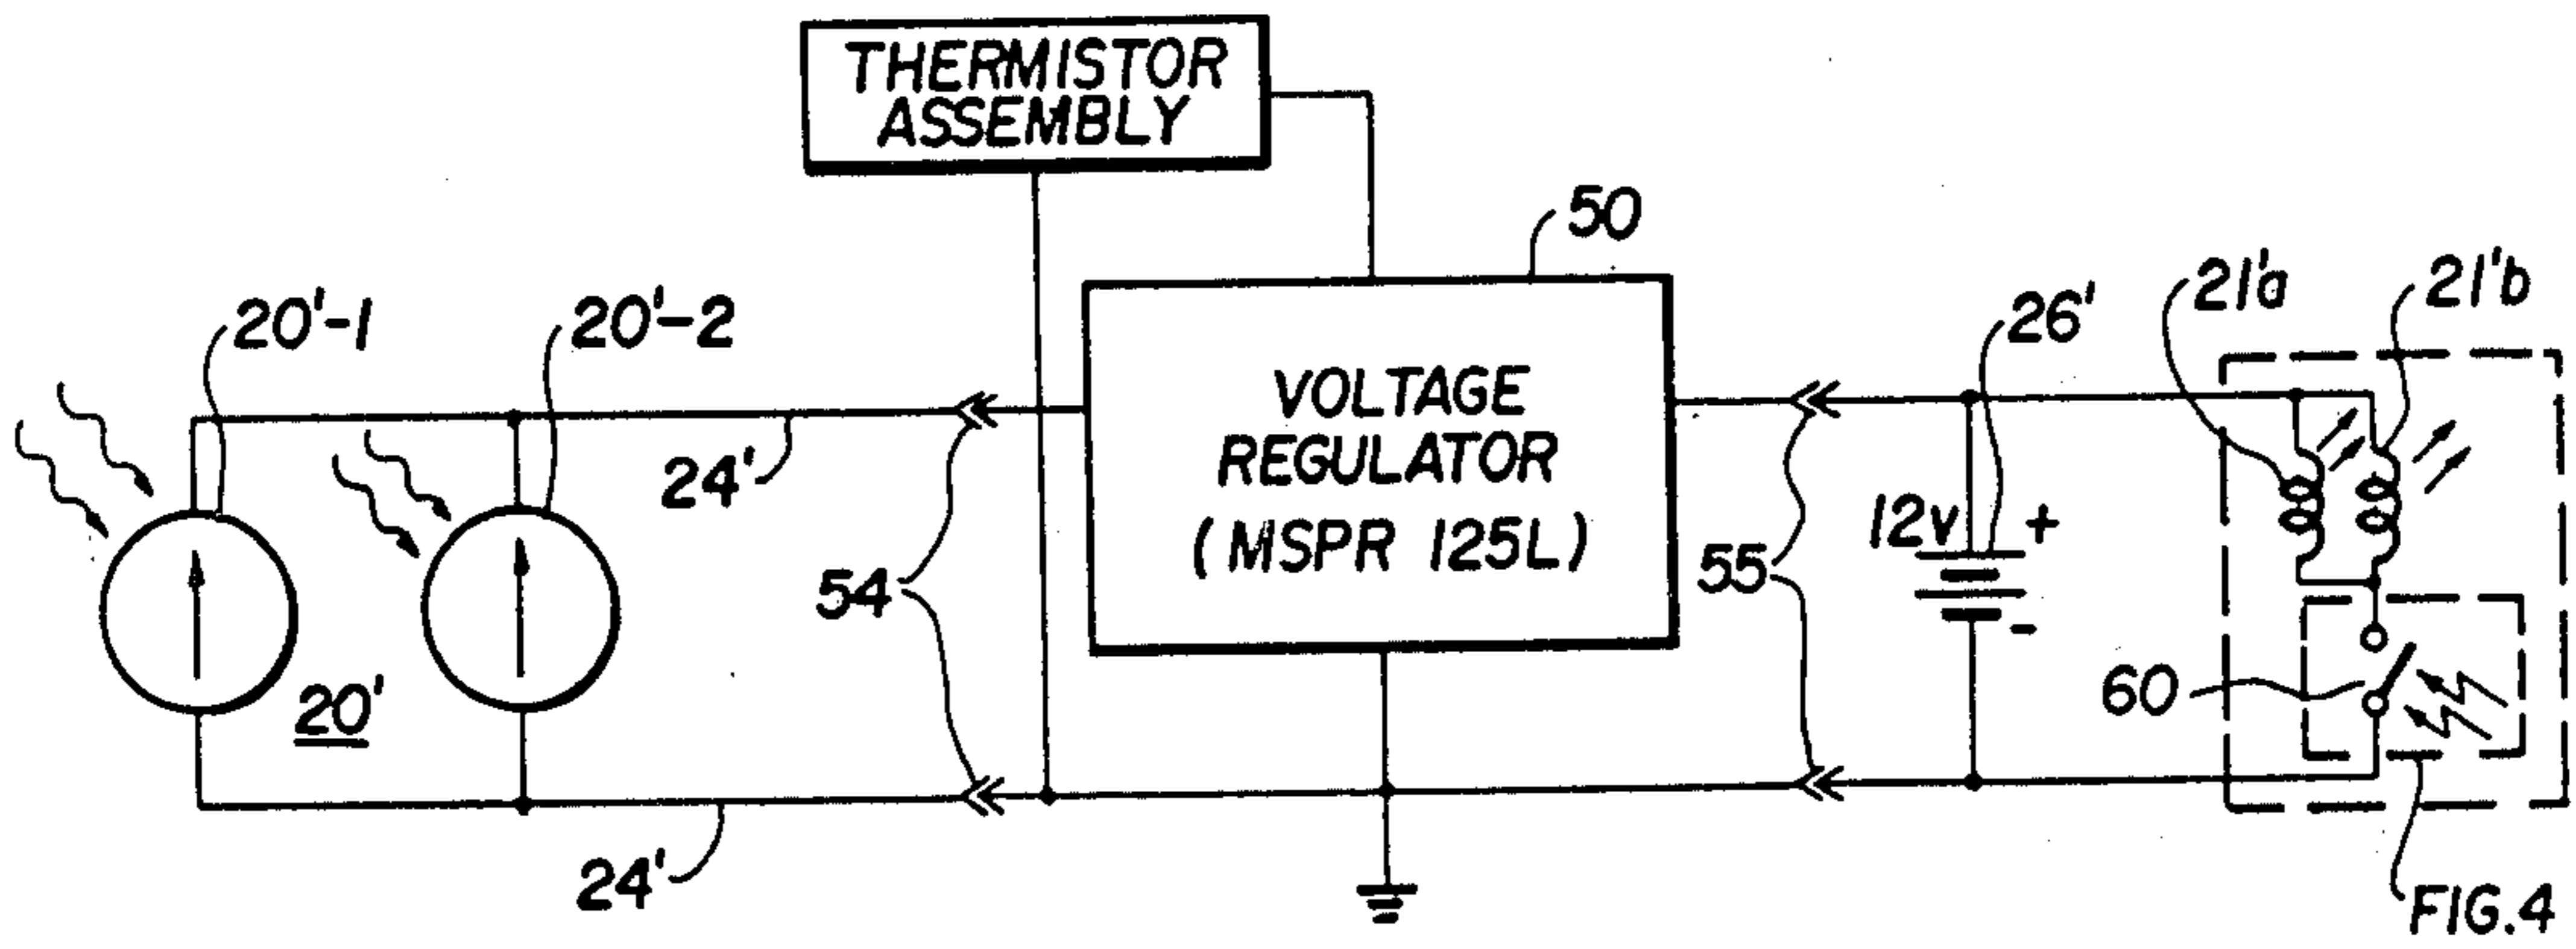 THERMISTOR
ASSEMBLY
50
20'-1
20'-2
26'
21'a
21'b
VOLTAGE
REGULATOR
(MSPR 125L)
24'
54
55
12v
+
-
60
20'
24'
FIG.4